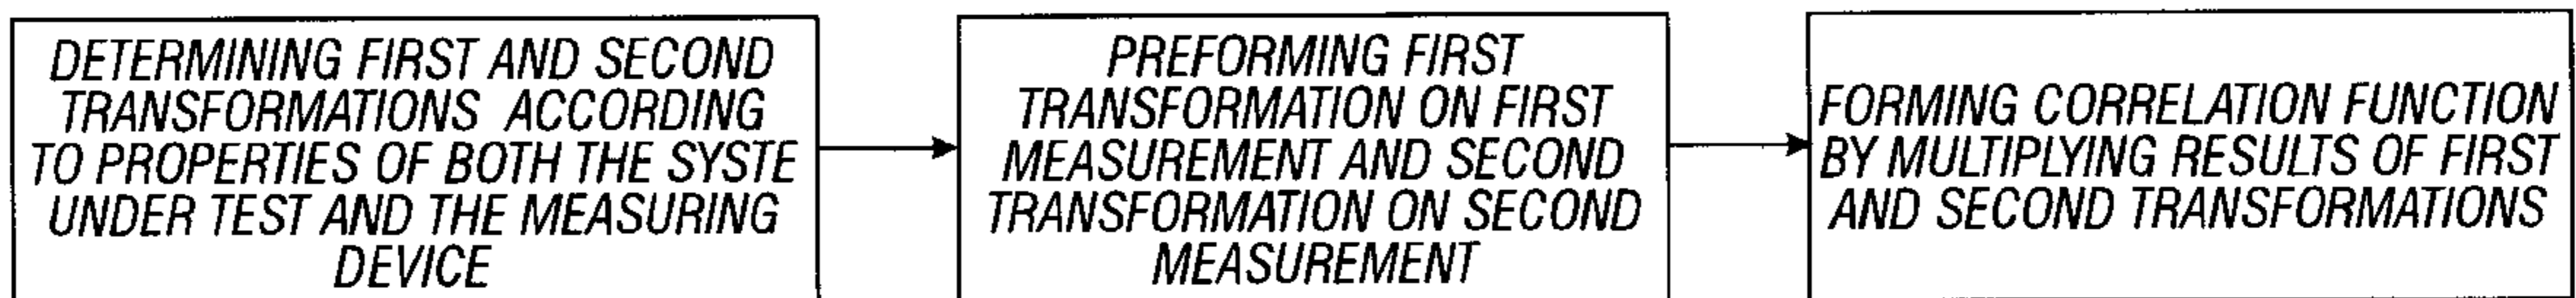 DETERMINING FIRST AND SECOND
TRANSFORMATIONS ACCORDING
TO PROPERTIES OF BOTH THE SYSTE
UNDER TEST AND THE MEASURING
DEVICE
PREFORMING FIRST
TRANSFORMATION ON FIRST
MEASUREMENT AND SECOND
TRANSFORMATION ON SECOND
MEASUREMENT
FORMING CORRELATION FUNCTION
BY MULTIPLYING RESULTS OF FIRST
AND SECOND TRANSFORMATIONS